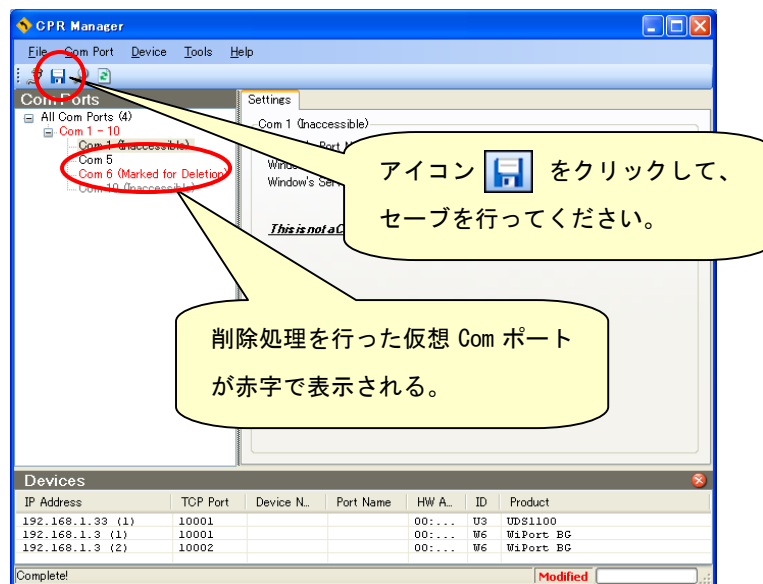 CPR Manager
File Com Port Device Tools Help
Com Ports
Settings
All Com Ports (4)
Com 1 - 10
Com 1 (Inaccessible)
Com 5
Com 6 (Marked for Deletion)
Com 10 (Inaccessible)
Com 1 (Inaccessible)
Port
Window's Ser
This is not a C
アイコン をクリックして、
セーブを行ってください。
削除処理を行った仮想 Com ポート
が赤字で表示される。
Devices
IP Address TCP Port Device N... Port Name HW A... ID Product
192.168.1.33 (1) 10001 00:... U3 UDS1100
192.168.1.3 (1) 10001 00:... W6 WiPort BG
192.168.1.3 (2) 10002 00:... W6 WiPort BG
Complete! Modified